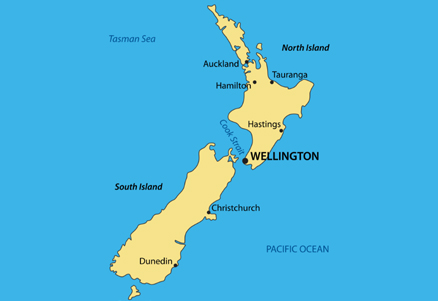 Tasman Sea
North Island
Auckland
Tauranga
Hamilton
Hastings
Cook Strait
WELLINGTON
South Island
Christchurch
PACIFIC OCEAN
Dunedin